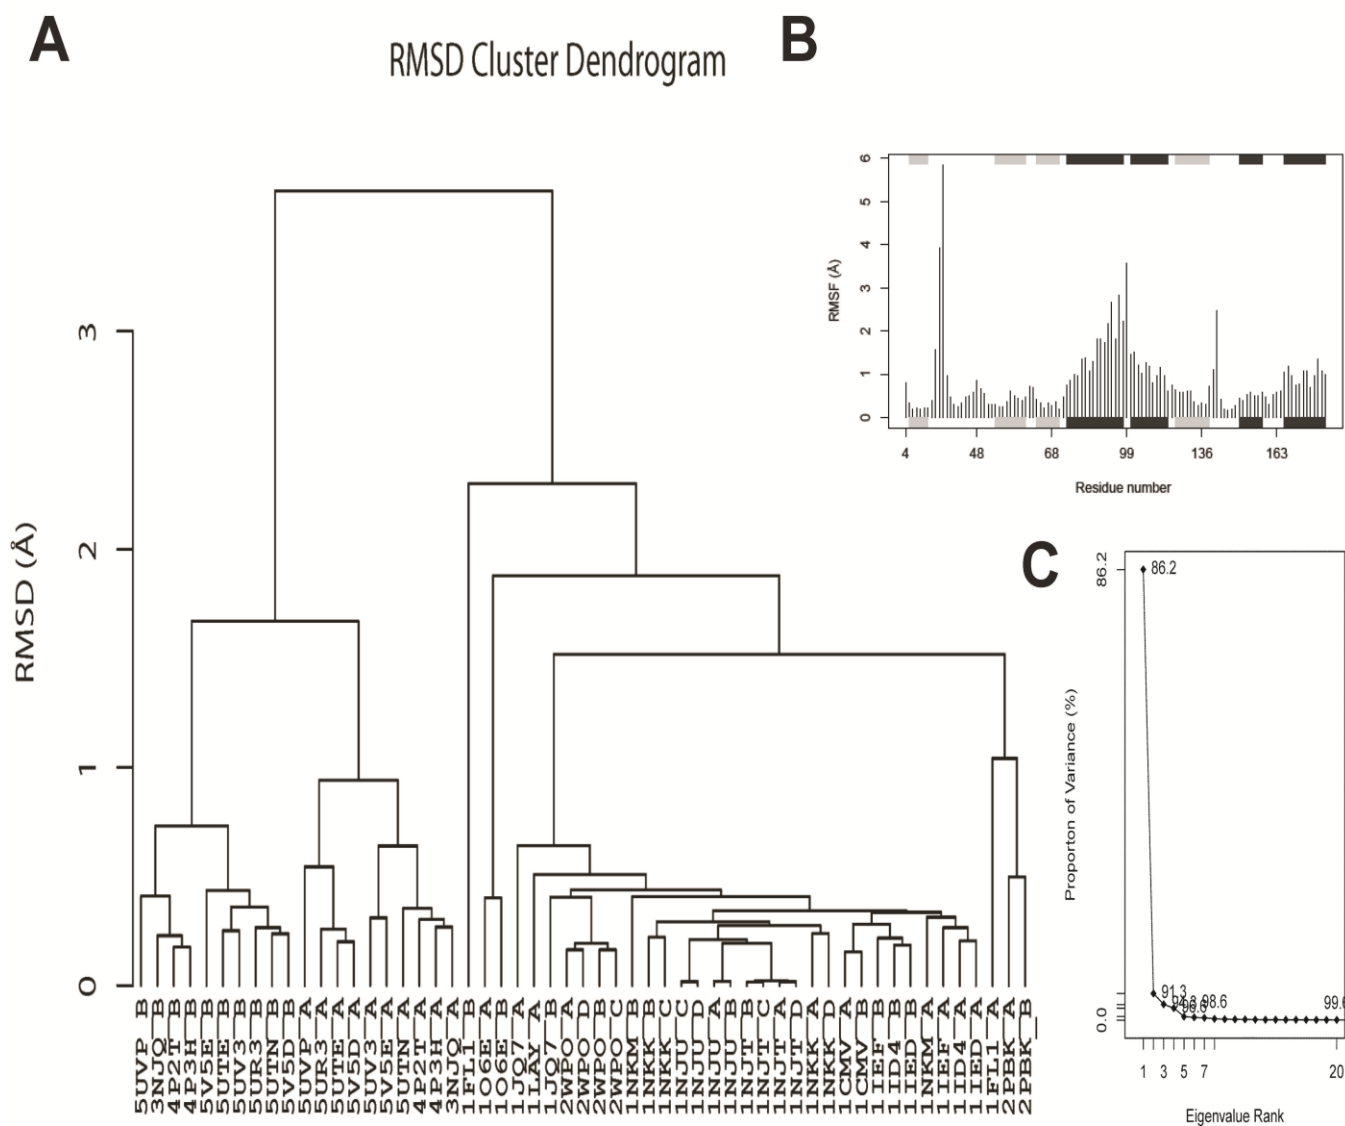 A
RMSD Cluster Dendrogram
RMSD (Å)
3
2
1
0
5UVP_B
3NJQ_B
4P2T_B
4P3H_B
5V5E_B
5UTE_B
5UV3_B
5UR3_B
5UTN_B
5V5D_B
5UVP_A
5UR3_A
5UTE_A
5V5D_A
5UV3_A
5V5E_A
5UTN_A
4P2T_A
4P3H_A
3NJQ_A
1FL1_B
1O6E_A
1O6E_B
1JQ7_A
1LAY_A
1JQ7_B
2WPO_A
2WPO_D
2WPO_B
2WPO_C
1NKM_B
1NKK_B
1NKK_C
1NJU_C
1NJU_D
1NJU_A
1NJU_B
1NJT_B
1NJT_C
1NJT_A
1NJT_D
1NKK_A
1NKK_D
1CMV_A
1CMV_B
1IEF_B
1ID4_B
1IED_B
1NKM_A
1IEF_A
1ID4_A
1IED_A
1FL1_A
2PBK_A
2PBK_B
B
RMSF (Å)
6
5
4
3
2
1
0
4 48 68 99 136 163
Residue number
C
Proporton of Variance (%)
86.2
0.0
86.2
91.3
98.6
99.6
1 3 5 7 20
Eigenvalue Rank